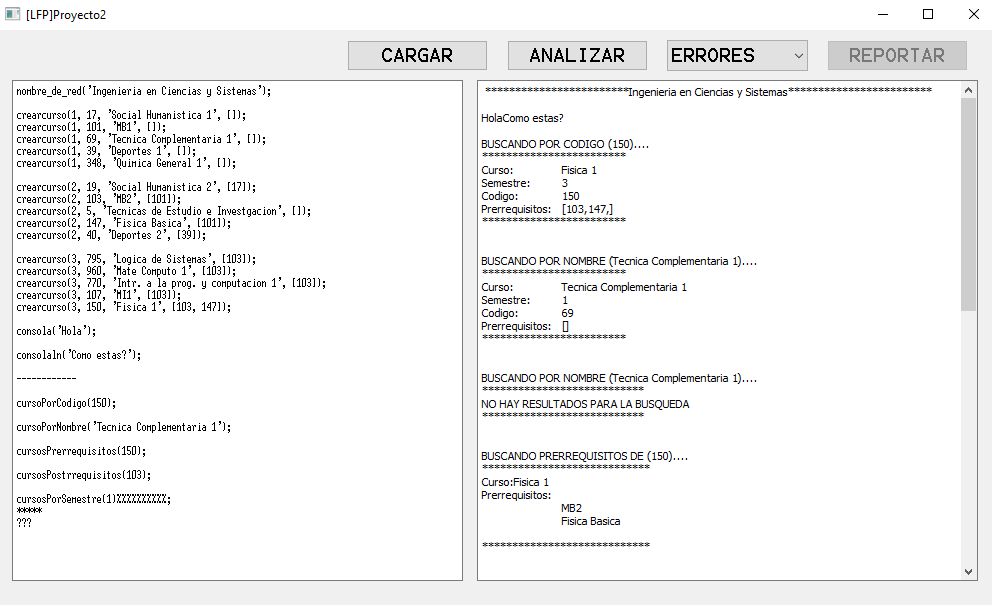 [LFP]Proyecto2
CARGAR
ANALIZAR
ERRORES
REPORTAR
nombre_de_red('Ingenieria en Ciencias y Sistemas');
crearcurso(1, 17, 'Social Humanistica 1', []);
crearcurso(1, 101, 'MB1', []);
crearcurso(1, 69, 'Tecnica Complementaria 1', []);
crearcurso(1, 39, 'Deportes 1', []);
crearcurso(1, 348, 'Quimica General 1', []);
crearcurso(2, 19, 'Social Humanistica 2', [17]);
crearcurso(2, 103, 'MB2', [101]);
crearcurso(2, 5, 'Tecnicas de Estudio e Investgacion', []);
crearcurso(2, 147, 'Fisica Basica', [101]);
crearcurso(2, 40, 'Deportes 2', [39]);
crearcurso(3, 795, 'Logica de Sistemas', [103]);
crearcurso(3, 960, 'Mate Computo 1', [103]);
crearcurso(3, 770, 'Intr. a la prog. y computacion 1', [103]);
crearcurso(3, 107, 'MI1', [103]);
crearcurso(3, 150, 'Fisica 1', [103, 147]);
consola('Hola');
consolaln('Como estas?');
------------
cursoPorCodigo(150);
cursoPorNombre('Tecnica Complementaria 1');
cursosPrerrequisitos(150);
cursosPostrrequisitos(103);
cursosPorSemestre(1)%%%%%%%%%%;
*****
???
************************Ingenieria en Ciencias y Sistemas************************
HolaComo estas?
BUSCANDO POR CODIGO (150)....
************************
Curso: Fisica 1
Semestre: 3
Codigo: 150
Prerrequisitos: [103,147,]
************************
BUSCANDO POR NOMBRE (Tecnica Complementaria 1)....
************************
Curso: Tecnica Complementaria 1
Semestre: 1
Codigo: 69
Prerrequisitos: []
************************
BUSCANDO POR NOMBRE (Tecnica Complementaria 1)....
***************************
NO HAY RESULTADOS PARA LA BUSQUEDA
***************************
BUSCANDO PRERREQUISITOS DE (150)....
****************************
Curso:Fisica 1
Prerrequisitos:
MB2
Fisica Basica
****************************